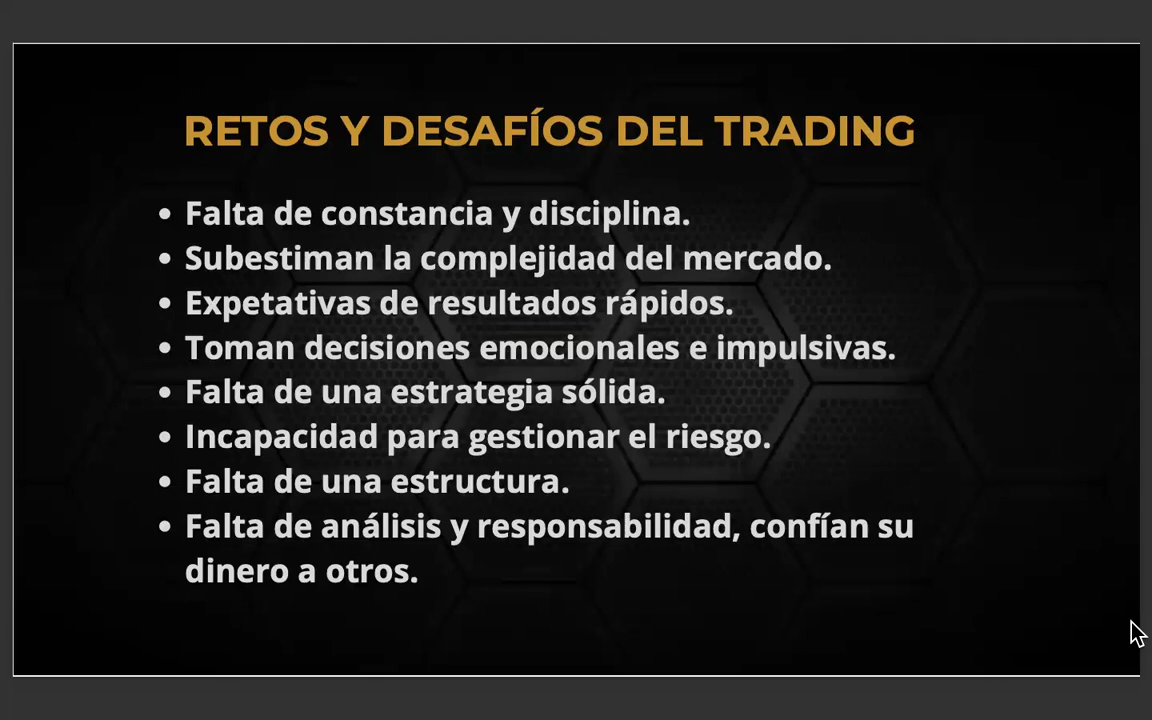 RETOS Y DESAFÍOS DEL TRADING
• Falta de constancia y disciplina.
• Subestiman la complejidad del mercado.
• Expetativas de resultados rápidos.
• Toman decisiones emocionales e impulsivas.
• Falta de una estrategia sólida.
• Incapacidad para gestionar el riesgo.
• Falta de una estructura.
• Falta de análisis y responsabilidad, confían su
dinero a otros.